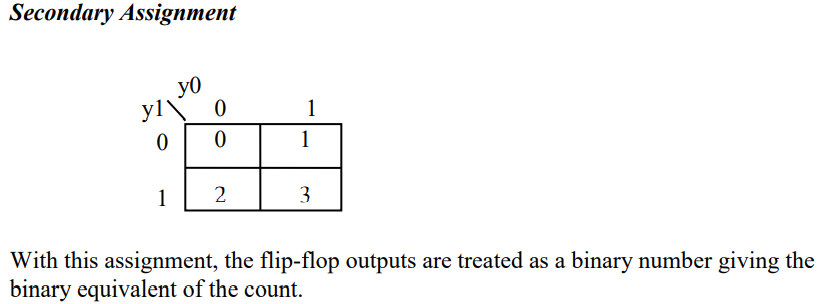 Secondary Assignment
y0
y1\ 0 1
0 0 1
1 2 3
With this assignment, the flip-flop outputs are treated as a binary number giving the
binary equivalent of the count.